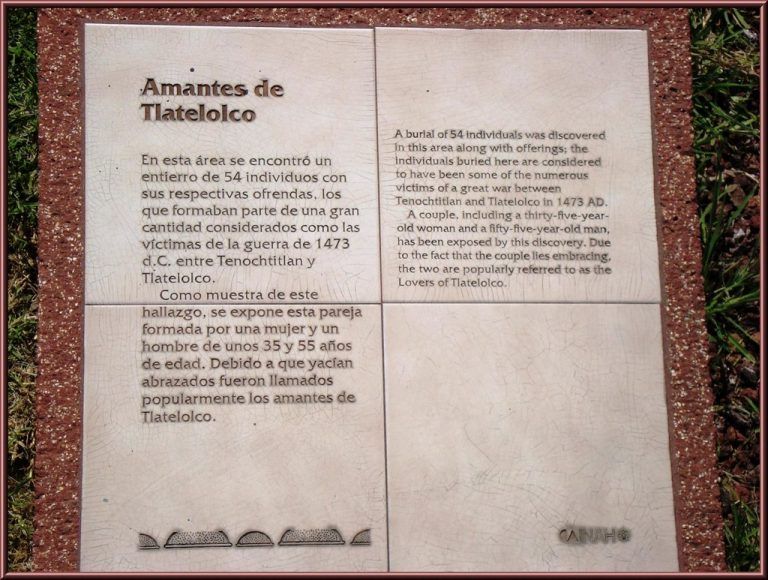 Amantes de
Tlatelolco
En esta área se encontró un
entierro de 54 individuos con
sus respectivas ofrendas, los
que formaban parte de una gran
cantidad considerados como las
víctimas de la guerra de 1473
d.C. entre Tenochtitlan y
Tlatelolco.
Como muestra de este
hallazgo, se expone esta pareja
formada por una mujer y un
hombre de unos 35 y 55 años
de edad. Debido a que yacían
abrazados fueron llamados
popularmente los amantes de
Tlatelolco.
A burial of 54 individuals was discovered
in this area along with offerings; the
individuals buried here are considered
to have been some of the numerous
victims of a great war between
Tenochtitlan and Tlatelolco in 1473 AD.
A couple, including a thirty-five-year-
old woman and a fifty-five-year-old man,
has been exposed by this discovery. Due
to the fact that the couple lies embracing,
the two are popularly referred to as the
Lovers of Tlatelolco.